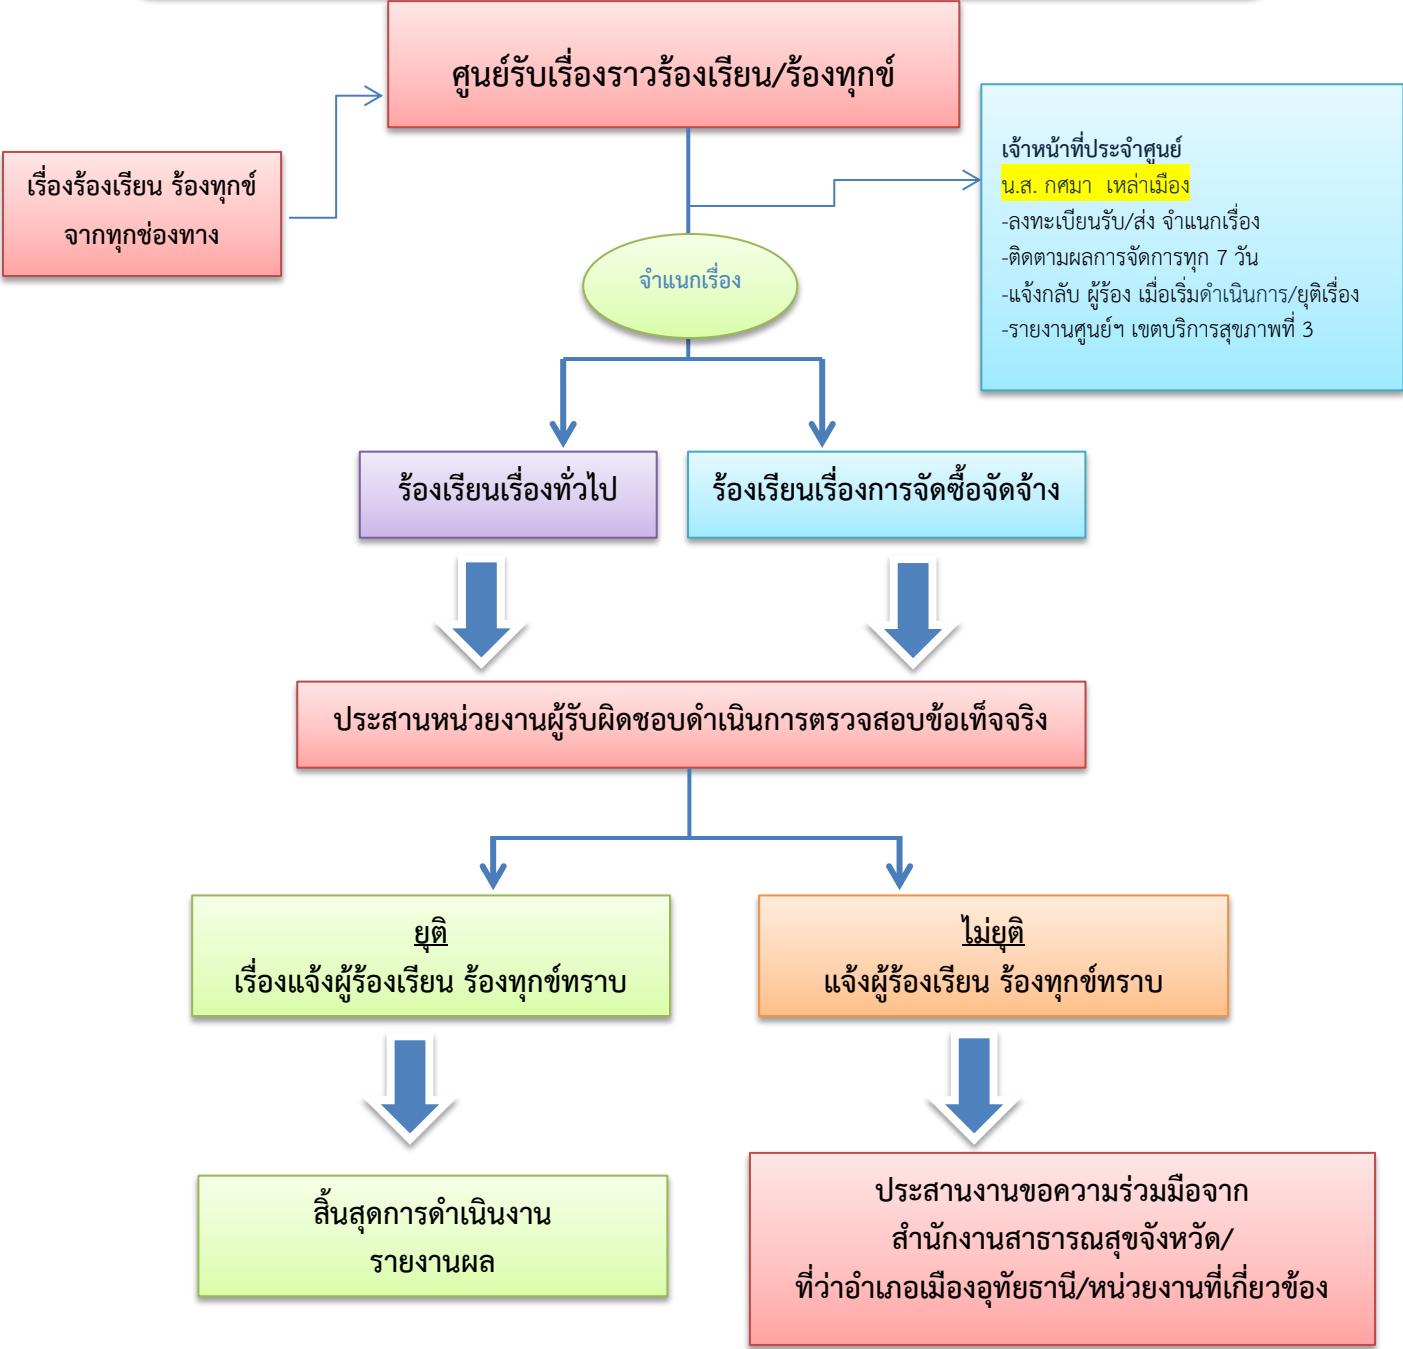 ศูนย์รับเรื่องราวร้องเรียน/ร้องทุกข์
เรื่องร้องเรียน ร้องทุกข์
จากทุกช่องทาง
เจ้าหน้าที่ประจำศูนย์
น.ส. กศมา เหล่าเมือง
-ลงทะเบียนรับ/ส่ง จำแนกเรื่อง
-ติดตามผลการจัดการทุก 7 วัน
-แจ้งกลับ ผู้ร้อง เมื่อเริ่มดำเนินการ/ยุติเรื่อง
-รายงานศูนย์ฯ เขตบริการสุขภาพที่ 3
จำแนกเรื่อง
ร้องเรียนเรื่องทั่วไป
ร้องเรียนเรื่องการจัดซื้อจัดจ้าง
ประสานหน่วยงานผู้รับผิดชอบดำเนินการตรวจสอบข้อเท็จจริง
ยุติ
เรื่องแจ้งผู้ร้องเรียน ร้องทุกข์ทราบ
ไม่ยุติ
แจ้งผู้ร้องเรียน ร้องทุกข์ทราบ
สิ้นสุดการดำเนินงาน
รายงานผล
ประสานงานขอความร่วมมือจาก
สำนักงานสาธารณสุขจังหวัด/
ที่ว่าอำเภอเมืองอุทัยธานี/หน่วยงานที่เกี่ยวข้อง